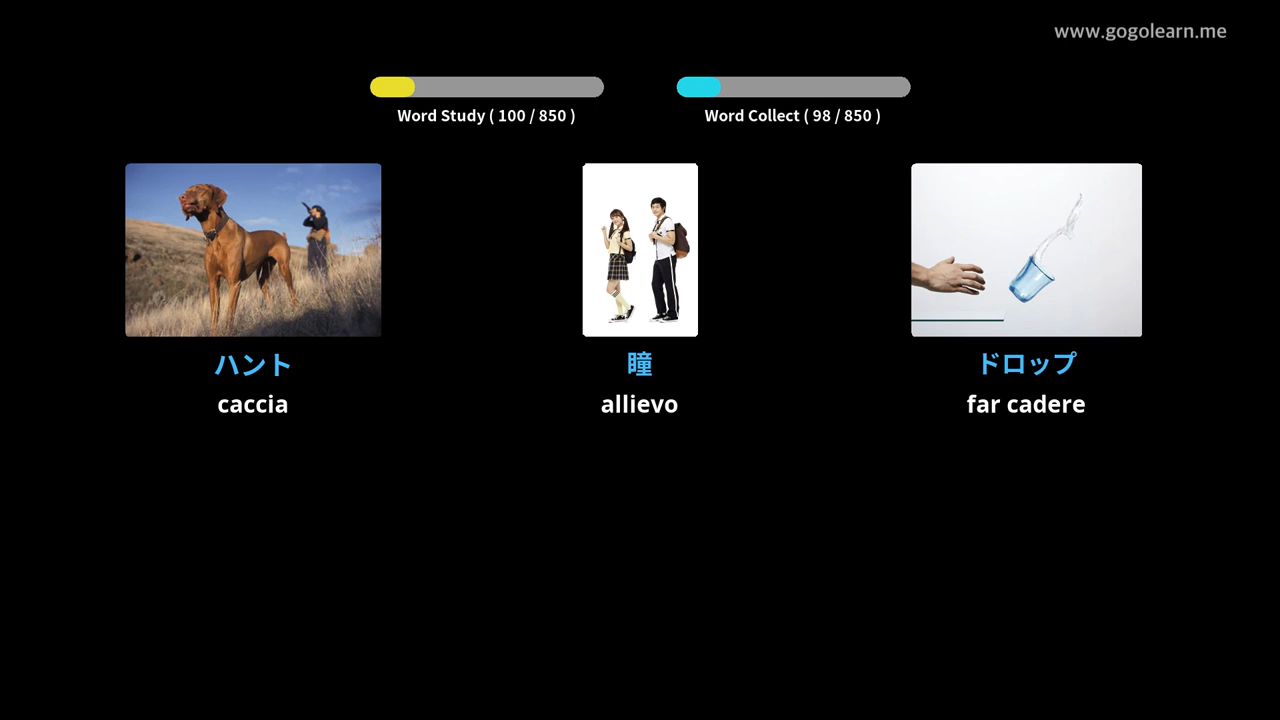 www.gogolearn.me
Word Study ( 100 / 850 )
Word Collect ( 98 / 850 )
ハント
瞳
ドロップ
caccia
allievo
far cadere